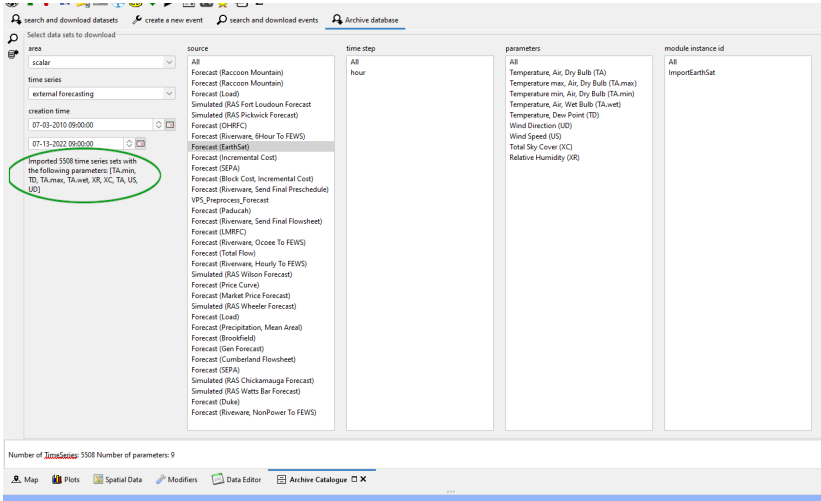 search and download datasets
create a new event
search and download events
Archive database
Select data sets to download
area
scalar
time series
external forecasting
creation time
07-03-2010 09:00:00
07-13-2022 09:00:00
Imported 5508 time series sets with
the following parameters: [TA.min,
TD, TA.max, TA.wet, XR, XC, TA, US,
UD]
source
All
Forecast (Raccoon Mountain)
Forecast (Raccoon Mountain)
Forecast (Load)
Simulated (RAS Fort Loudoun Forecast
Simulated (RAS Pickwick Forecast)
Forecast (OHRFC)
Forecast (Riverware, 6Hour To FEWS)
Forecast (EarthSat)
Forecast (Incremental Cost)
Forecast (SEPA)
Forecast (Block Cost, Incremental Cost)
Forecast (Riverware, Send Final Preschedule)
VPS_Preprocess_Forecast
Forecast (Paducah)
Forecast (Riverware, Send Final Flowsheet)
Forecast (LMRFC)
Forecast (Riverware, Ocoee To FEWS)
Forecast (Total Flow)
Forecast (Riverware, Hourly To FEWS)
Simulated (RAS Wilson Forecast)
Forecast (Price Curve)
Forecast (Market Price Forecast)
Simulated (RAS Wheeler Forecast)
Forecast (Load)
Forecast (Precipitation, Mean Areal)
Forecast (Brookfield)
Forecast (Gen Forecast)
Forecast (Cumberland Flowsheet)
Forecast (SEPA)
Simulated (RAS Chickamauga Forecast)
Simulated (RAS Watts Bar Forecast)
Forecast (Duke)
Forecast (Riveware, NonPower To FEWS)
time step
All
hour
parameters
All
Temperature, Air, Dry Bulb (TA)
Temperature max, Air, Dry Bulb (TA.max)
Temperature min, Air, Dry Bulb (TA.min)
Temperature, Air, Wet Bulb (TA.wet)
Temperature, Dew Point (TD)
Wind Direction (UD)
Wind Speed (US)
Total Sky Cover (XC)
Relative Humidity (XR)
module instance id
All
ImportEarthSat
Number of TimeSeries: 5508 Number of parameters: 9
Map
Plots
Spatial Data
Modifiers
Data Editor
Archive Catalogue